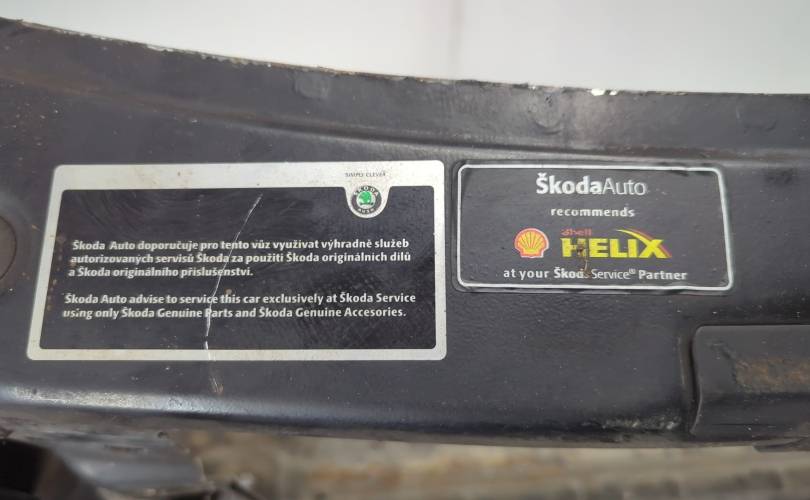 SIMPLY CLEVER
ŠKODA
AUTO
Škoda Auto doporučuje pro tento vůz využívat výhradně služeb
autorizovaných servisů Škoda za použití Škoda originálních dílů
a Škoda originálního příslušenství.
Škoda Auto advise to service this car exclusively at Škoda Service
using only Škoda Genuine Parts and Škoda Genuine Accesories.
ŠkodaAuto
recommends
Shell
HELIX
at your Škoda Service® Partner